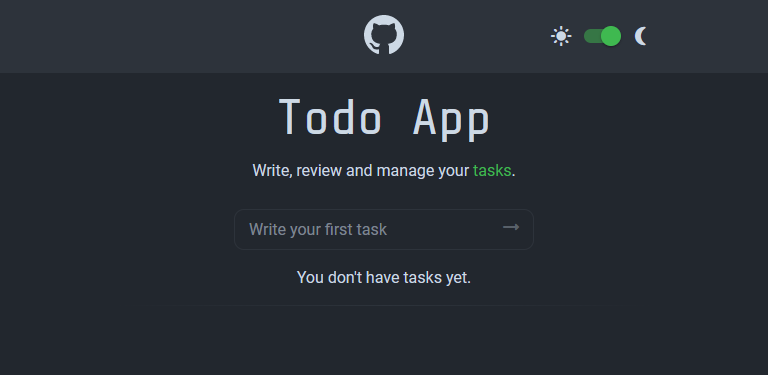 Todo App
Write, review and manage your tasks.
Write your first task →
You don't have tasks yet.